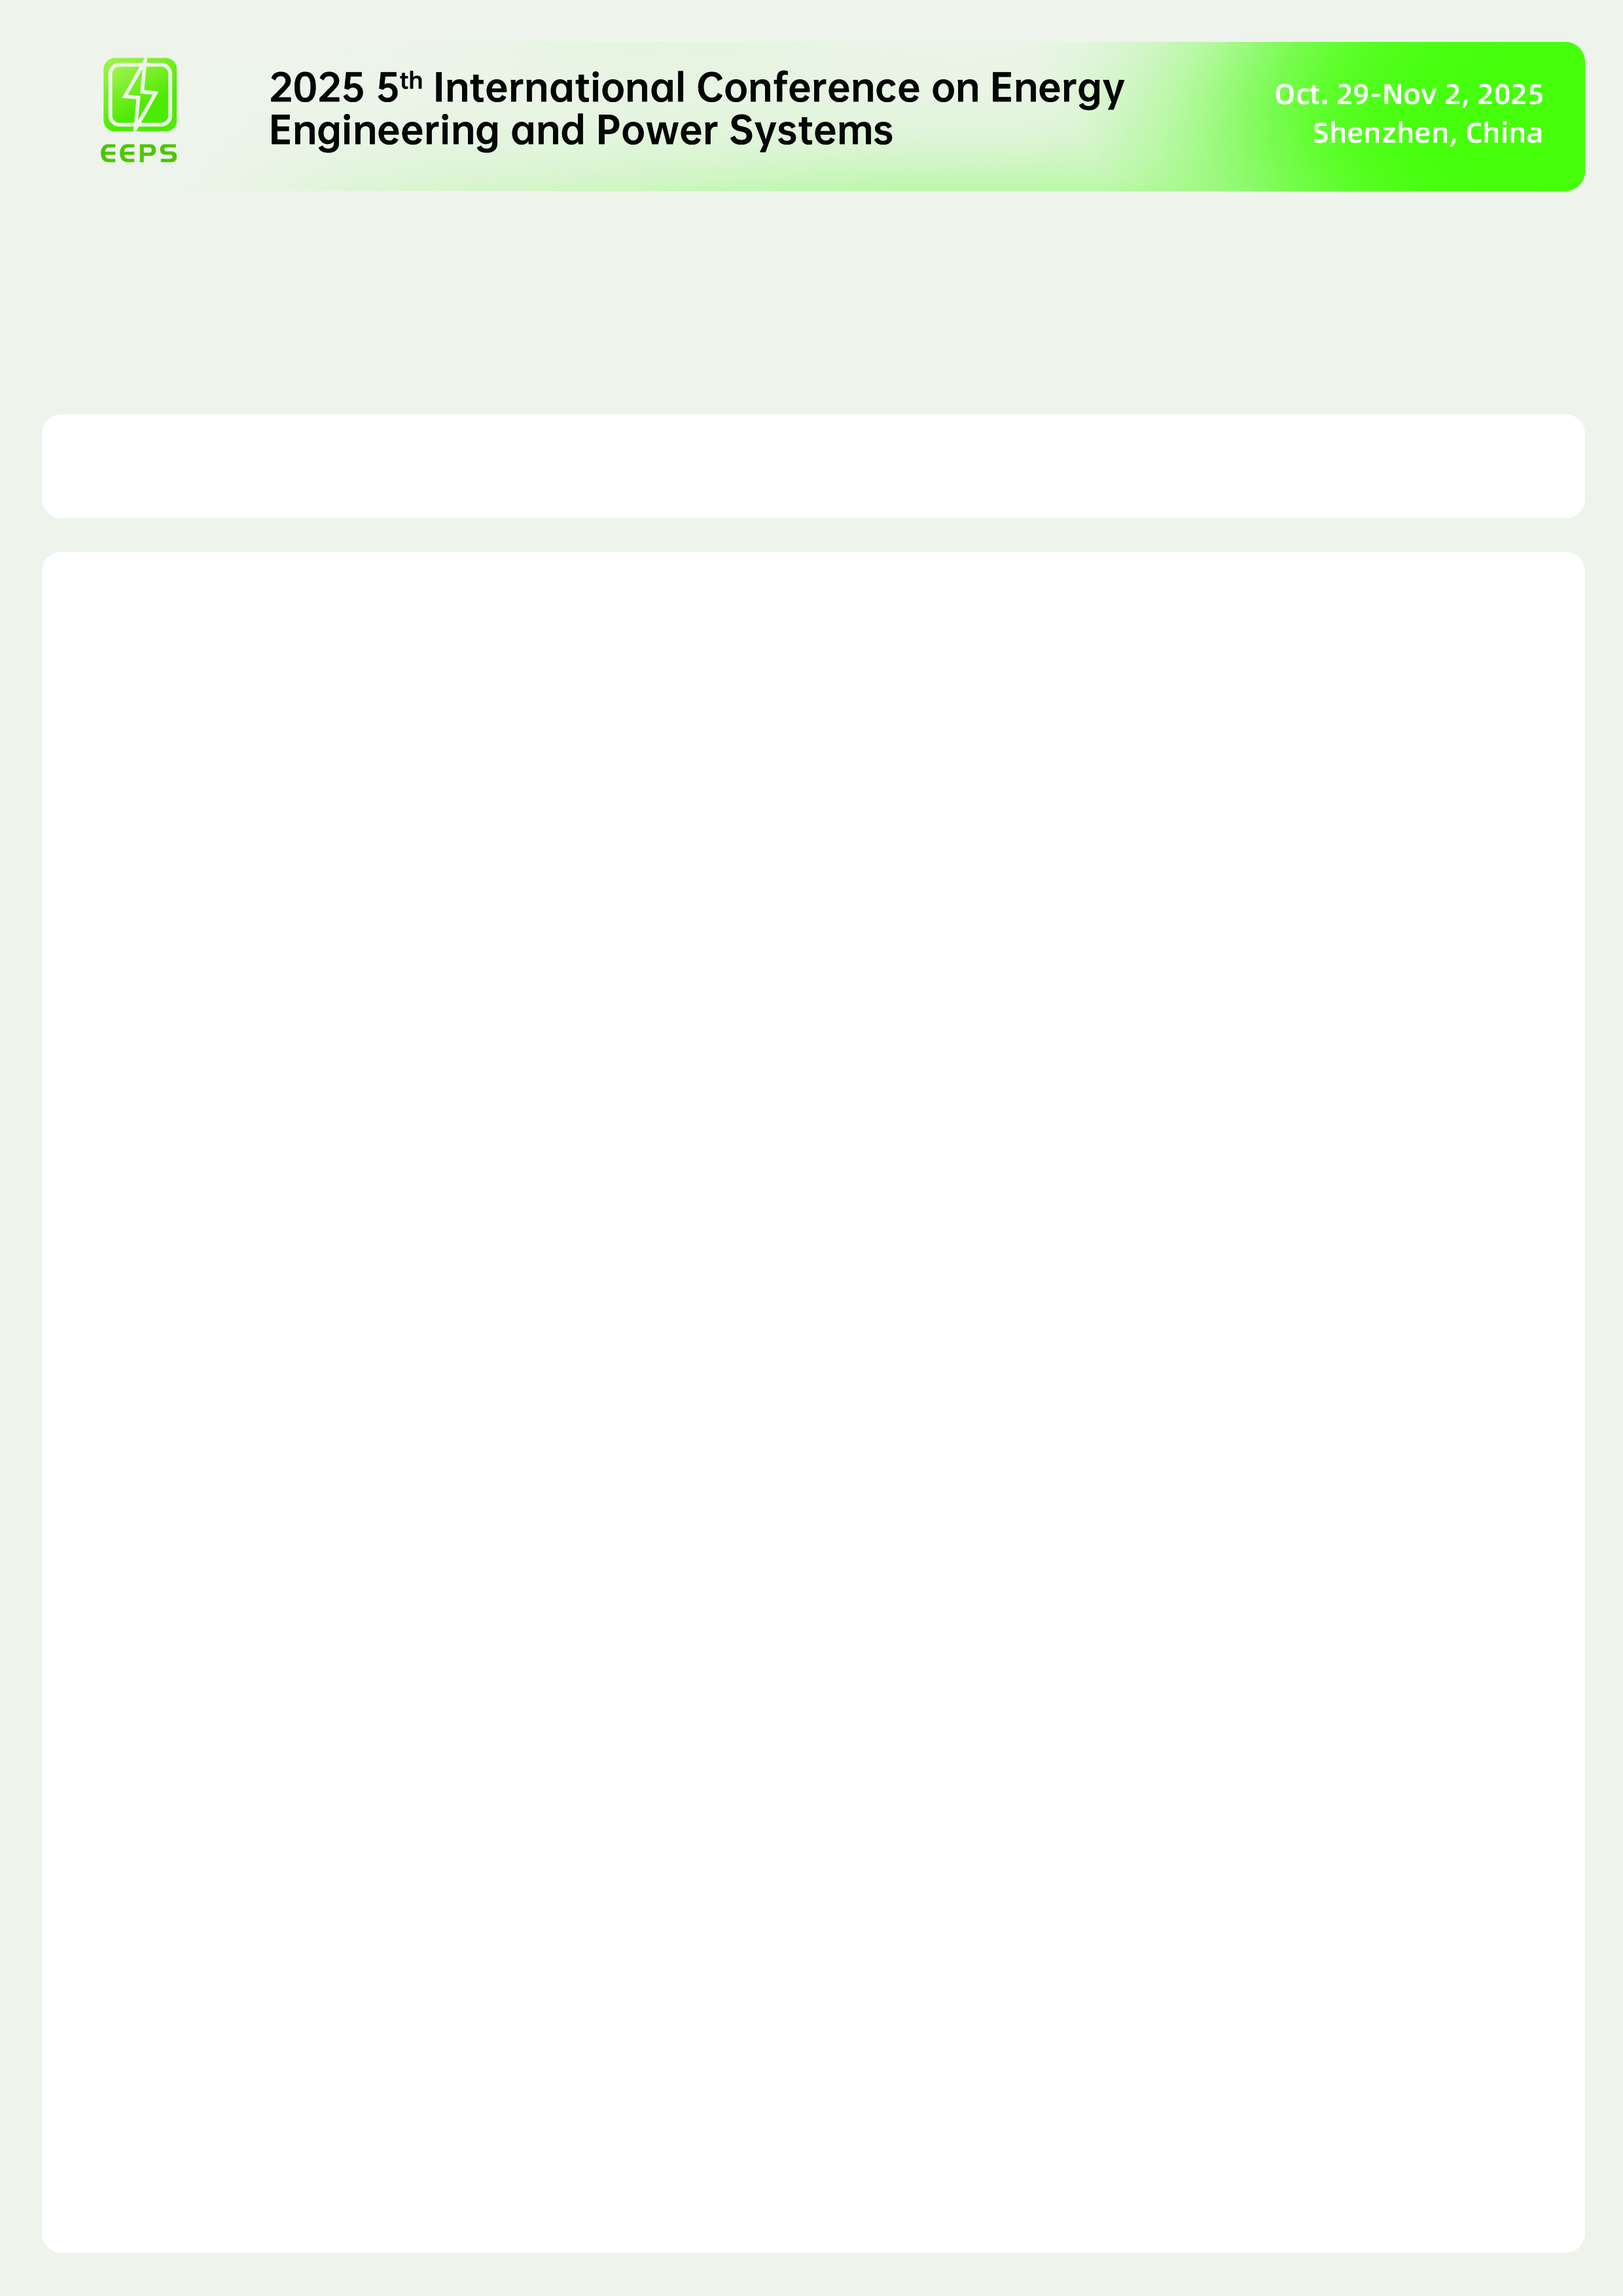 EEPS
2025 5th International Conference on Energy
Engineering and Power Systems
Oct. 29-Nov 2, 2025
Shenzhen, China